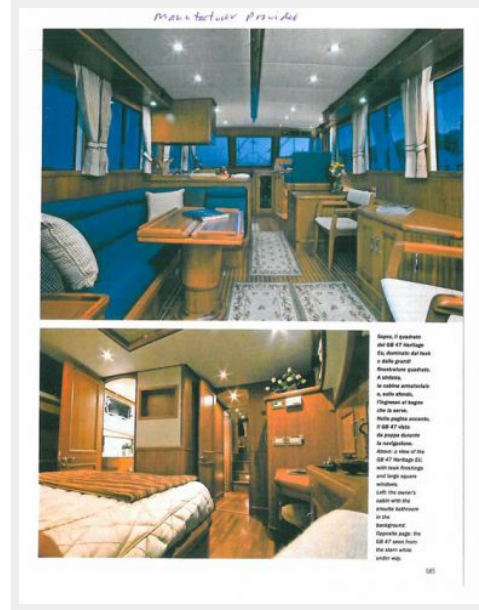 Manufacturer Provided
Sopra, il quadrato
del GB 47 Heritage
Eu, dominato dal teak
e dalle grandi
finestrature quadrate.
A sinistra,
la cabina armatoriale
e, sullo sfondo,
l'ingresso al bagno
che la serve.
Nella pagina accanto,
il GB 47 visto
da poppa durante
la navigazione.
Above: a view of the
GB 47 Heritage EU,
with teak finishings
and large square
windows.
Left: the owner's
cabin with the
ensuite bathroom
in the
background.
Opposite page: the
GB 47 seen from
the stern while
under way.
585